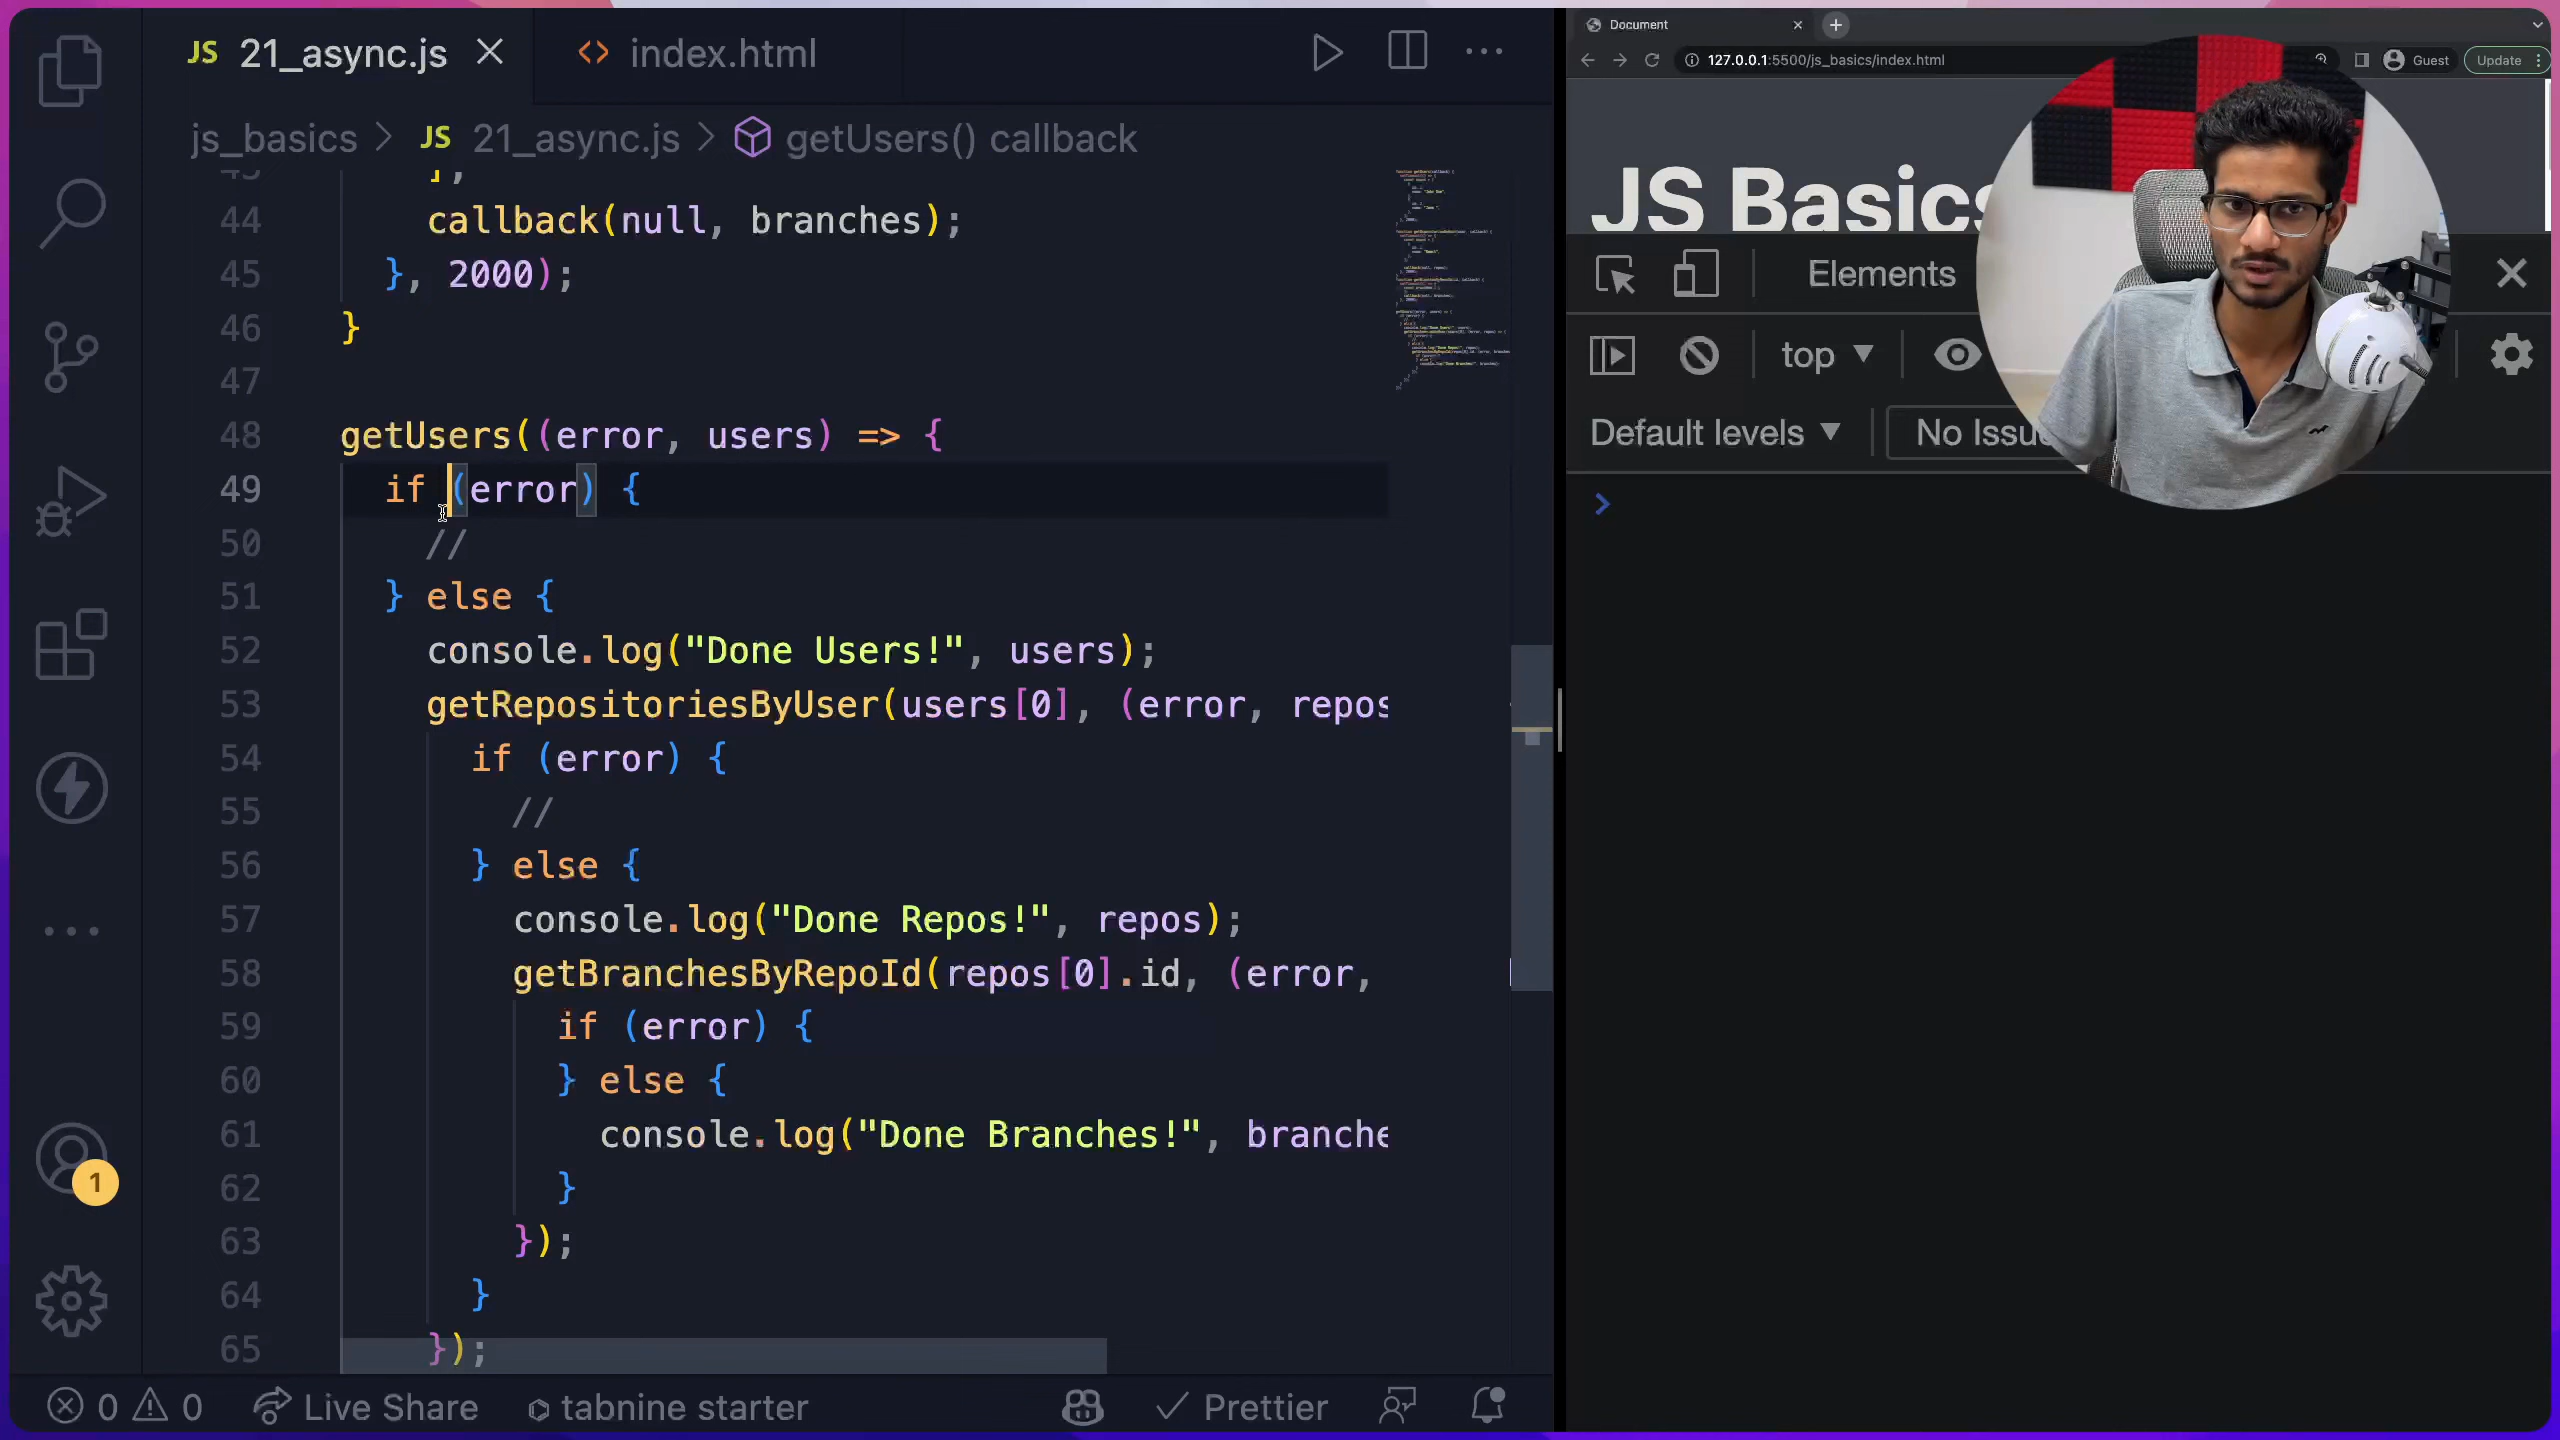 JS 21_async.js
index.html
js_basics > JS 21_async.js > getUsers() callback
],
44 callback(null, branches);
45 }, 2000);
46 }
47
48 getUsers((error, users) => {
49 if (error) {
50 //
51 } else {
52 console.log("Done Users!", users);
53 getRepositoriesByUser(users[0], (error, repos
54 if (error) {
55 //
56 } else {
57 console.log("Done Repos!", repos);
58 getBranchesByRepoId(repos[0].id, (error,
59 if (error) {
60 } else {
61 console.log("Done Branches!", branche
62 }
63 });
64 }
65 });
1
0 0 Live Share tabnine starter Prettier
Document
127.0.0.1:5500/js_basics/index.html
Guest
Update
JS Basics
Elements
top
Default levels
No Issu